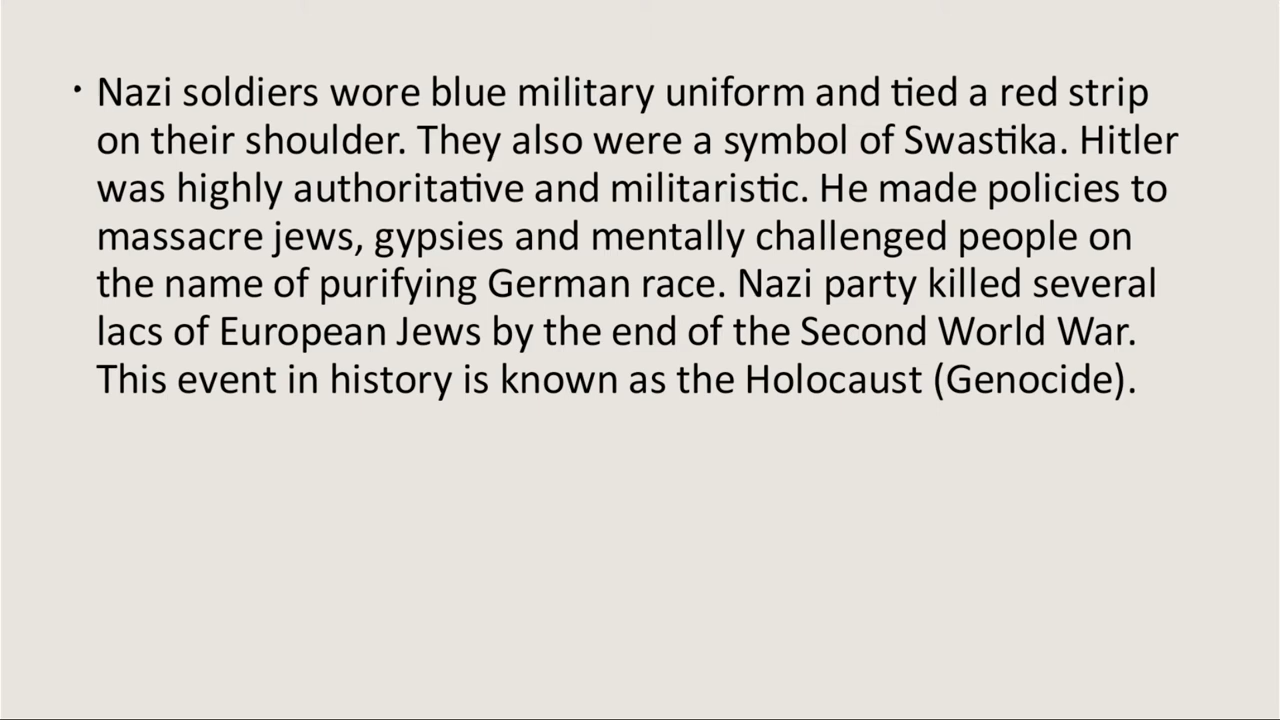 • Nazi soldiers wore blue military uniform and tied a red strip
on their shoulder. They also were a symbol of Swastika. Hitler
was highly authoritative and militaristic. He made policies to
massacre jews, gypsies and mentally challenged people on
the name of purifying German race. Nazi party killed several
lacs of European Jews by the end of the Second World War.
This event in history is known as the Holocaust (Genocide).